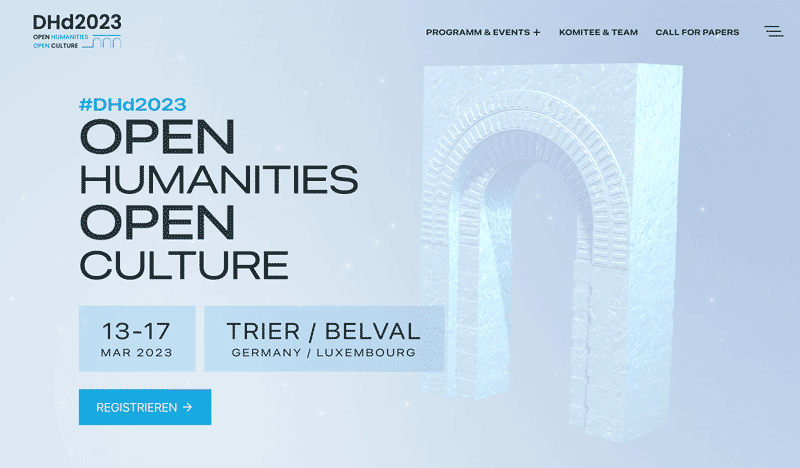 DHd2023
OPEN HUMANITIES
OPEN CULTURE
PROGRAMM & EVENTS +
KOMITEE & TEAM
CALL FOR PAPERS
#DHd2023
OPEN
HUMANITIES
OPEN
CULTURE
13-17
MAR 2023
TRIER / BELVAL
GERMANY / LUXEMBOURG
REGISTRIEREN →